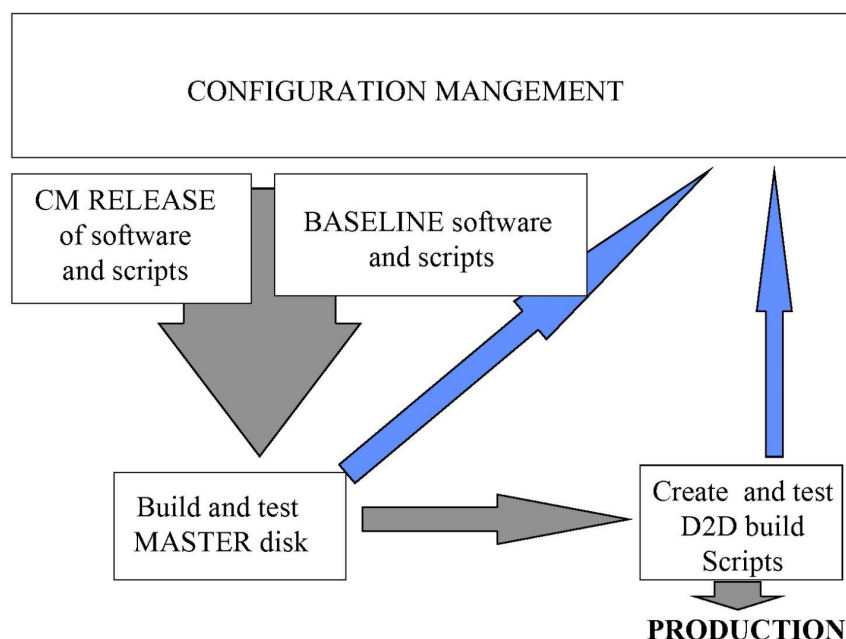 CONFIGURATION MANGEMENT
CM RELEASE
of software
and scripts
BASELINE software
and scripts
Build and test
MASTER disk
Create and test
D2D build
Scripts
PRODUCTION